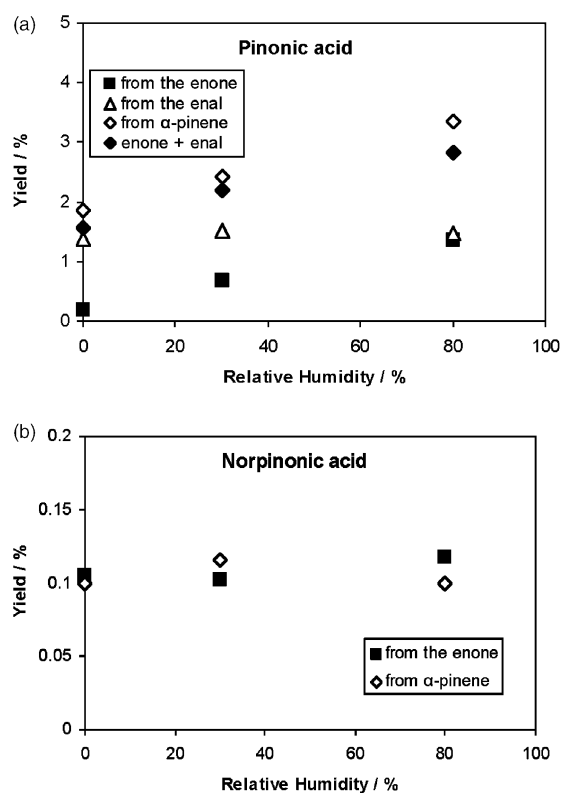 (a)
Pinonic acid
from the enone
from the enal
from α-pinene
enone + enal
5
4
3
2
1
0
Yield / %
0 20 40 60 80 100
Relative Humidity / %
(b)
Norpinonic acid
0.2
0.15
0.1
0.05
0
Yield / %
from the enone
from α-pinene
0 20 40 60 80 100
Relative Humidity / %